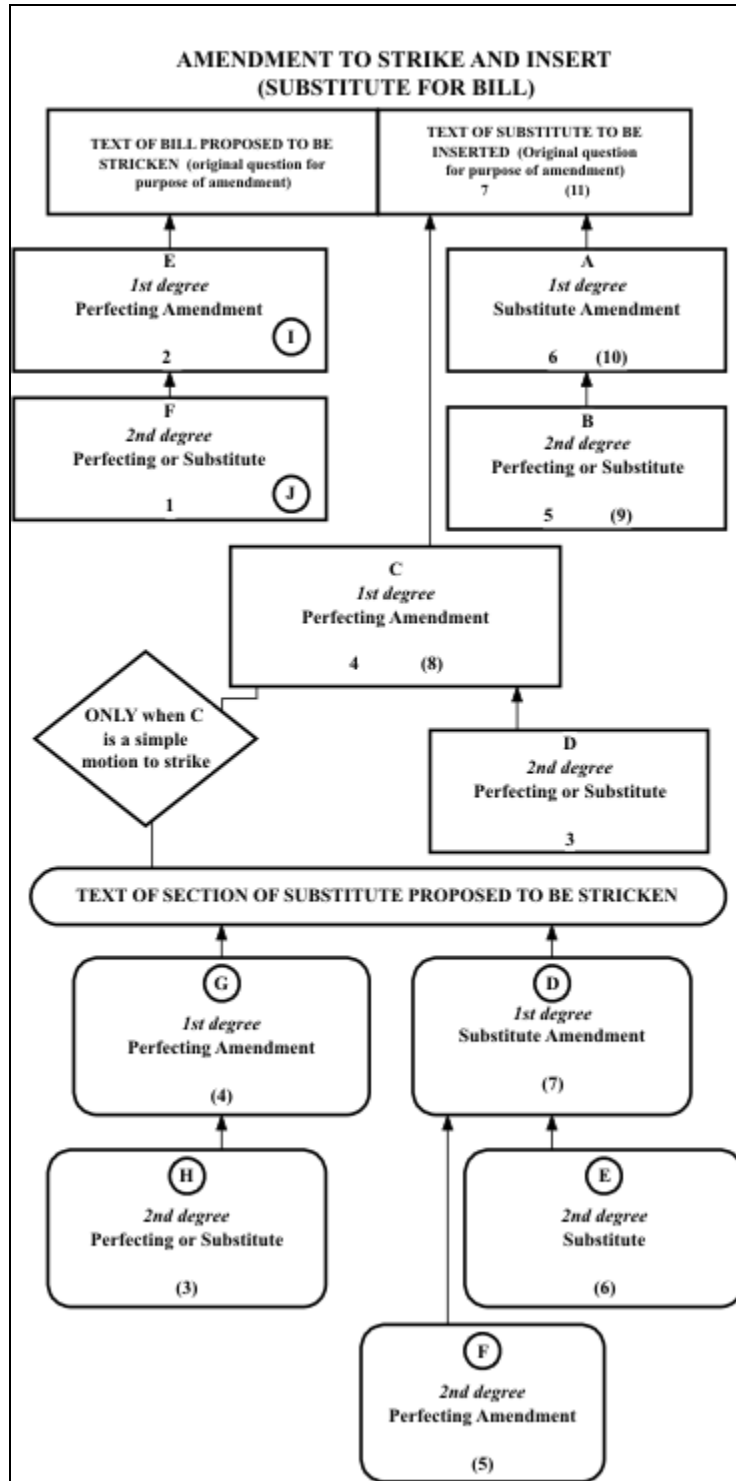 AMENDMENT TO STRIKE AND INSERT
(SUBSTITUTE FOR BILL)
TEXT OF BILL PROPOSED TO BE
STRICKEN (original question for
purpose of amendment)
TEXT OF SUBSTITUTE TO BE
INSERTED (Original question
for purpose of amendment)
7 (11)
E
1st degree
Perfecting Amendment
I
2
A
1st degree
Substitute Amendment
6 (10)
F
2nd degree
Perfecting or Substitute
J
1
B
2nd degree
Perfecting or Substitute
5 (9)
C
1st degree
Perfecting Amendment
4 (8)
ONLY when C
is a simple
motion to strike
D
2nd degree
Perfecting or Substitute
3
TEXT OF SECTION OF SUBSTITUTE PROPOSED TO BE STRICKEN
G
1st degree
Perfecting Amendment
(4)
D
1st degree
Substitute Amendment
(7)
H
2nd degree
Perfecting or Substitute
(3)
E
2nd degree
Substitute
(6)
F
2nd degree
Perfecting Amendment
(5)